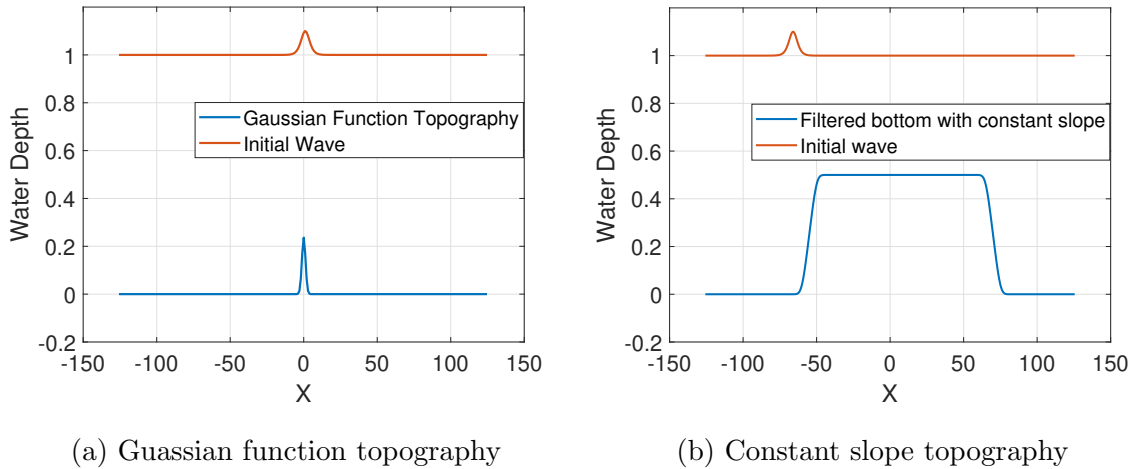 1
0.8
0.6
0.4
0.2
0
-0.2
Water Depth
Gaussian Function Topography
Initial Wave
-150 -100 -50 0 50 100 150
X
(a) Guassian function topography
1
0.8
0.6
0.4
0.2
0
-0.2
Water Depth
Filtered bottom with constant slope
Initial wave
-150 -100 -50 0 50 100 150
X
(b) Constant slope topography